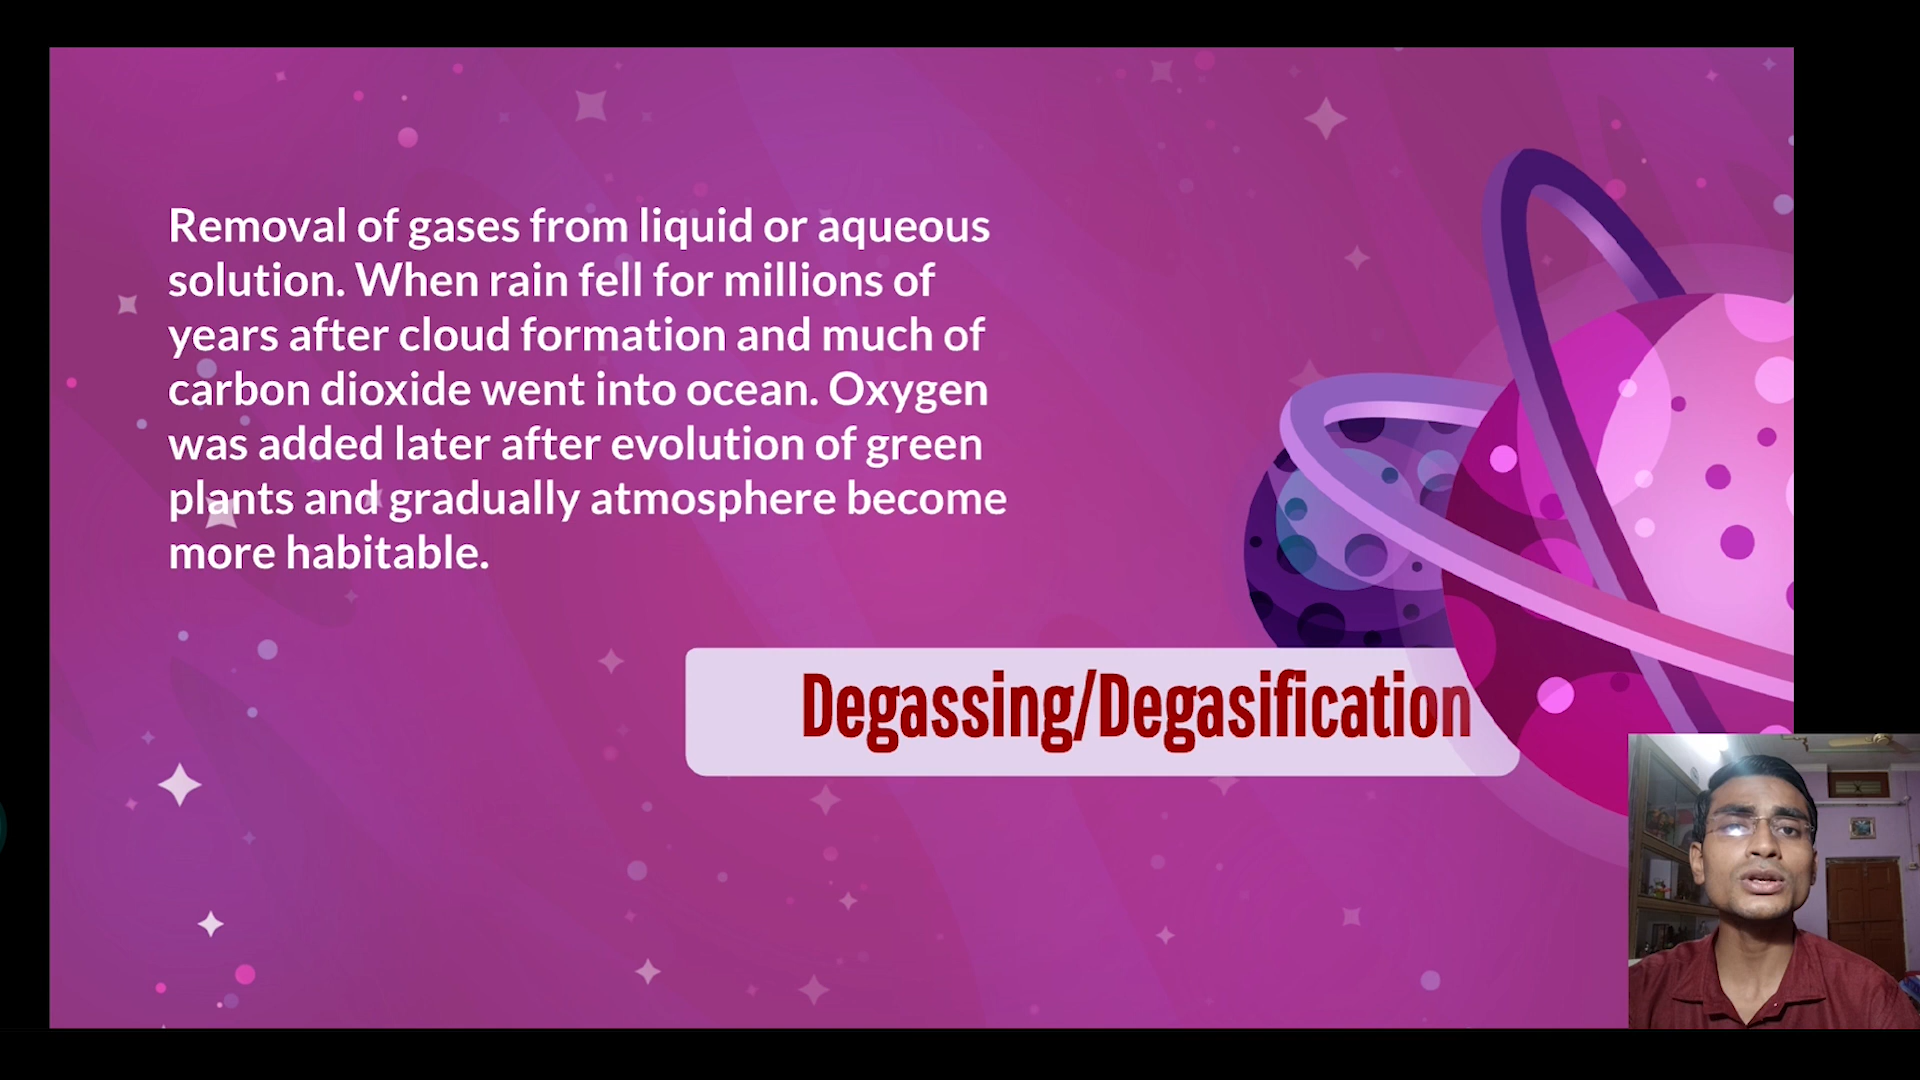 Removal of gases from liquid or aqueous
solution. When rain fell for millions of
years after cloud formation and much of
carbon dioxide went into ocean. Oxygen
was added later after evolution of green
plants and gradually atmosphere become
more habitable.
Degassing/Degasification